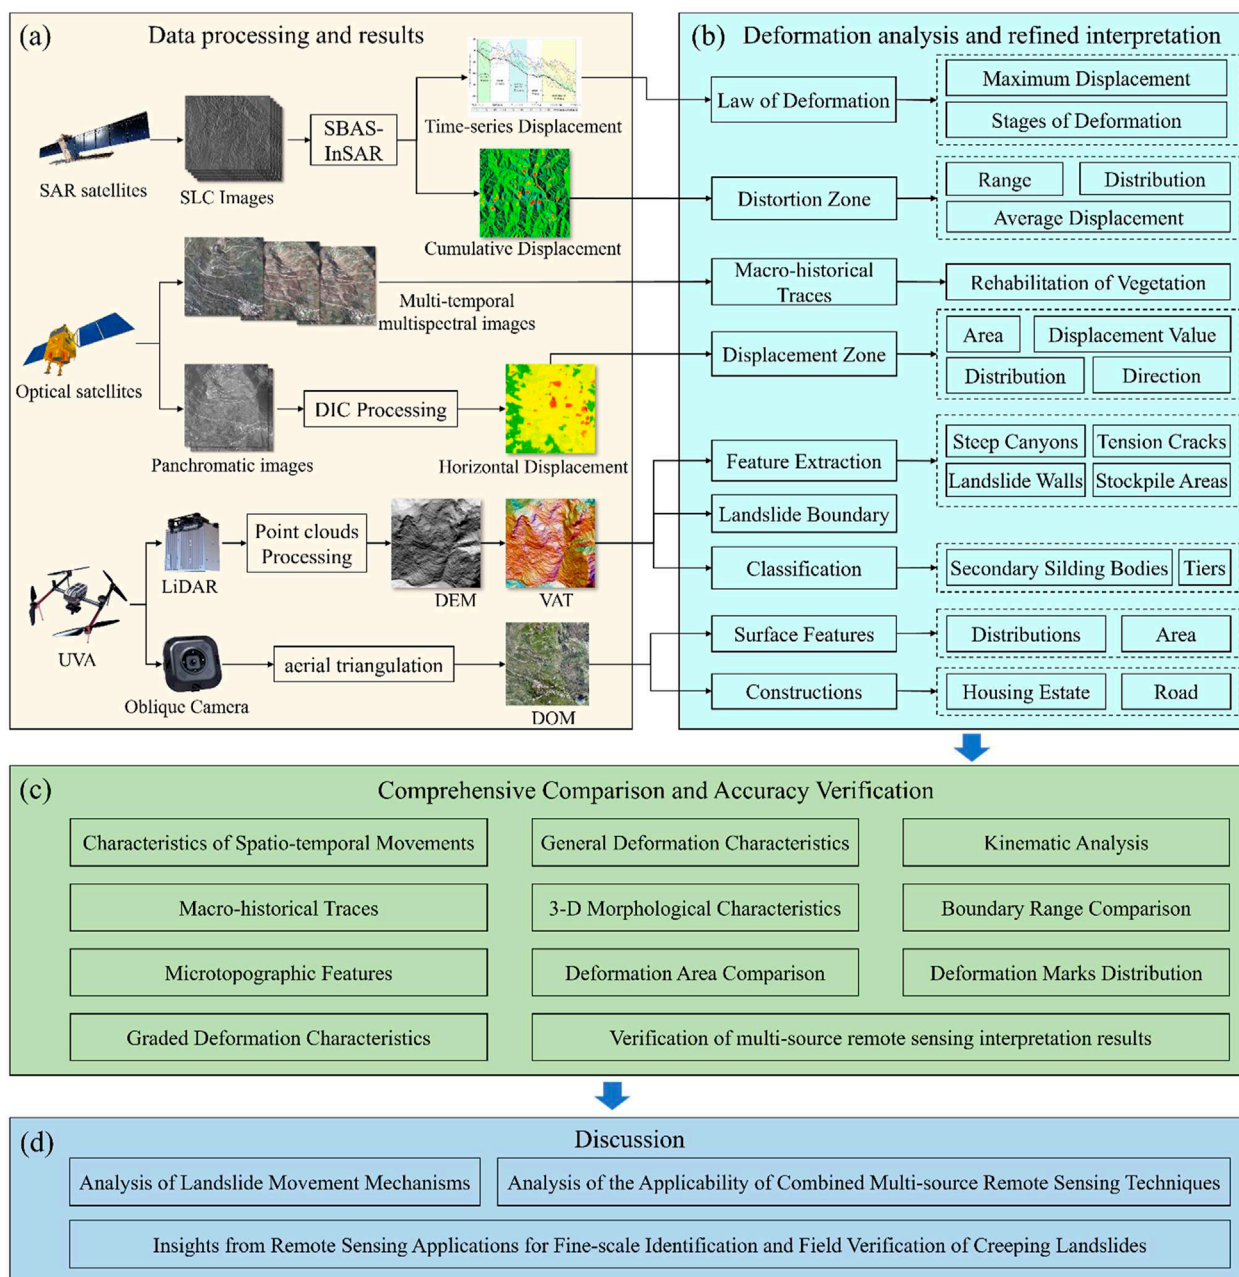 (a) Data processing and results
SAR satellites
SLC Images
SBAS-
InSAR
Time-series Displacement
Cumulative Displacement
Optical satellites
Multi-temporal
multispectral images
Panchromatic images
DIC Processing
Horizontal Displacement
UVA
LiDAR
Point clouds
Processing
DEM
VAT
Oblique Camera
aerial triangulation
DOM
(b) Deformation analysis and refined interpretation
Law of Deformation
Maximum Displacement
Stages of Deformation
Distortion Zone
Range
Distribution
Average Displacement
Macro-historical
Traces
Rehabilitation of Vegetation
Displacement Zone
Area
Displacement Value
Distribution
Direction
Feature Extraction
Steep Canyons
Tension Cracks
Landslide Walls
Stockpile Areas
Landslide Boundary
Classification
Secondary Silding Bodies
Tiers
Surface Features
Distributions
Area
Constructions
Housing Estate
Road
(c) Comprehensive Comparison and Accuracy Verification
Characteristics of Spatio-temporal Movements
General Deformation Characteristics
Kinematic Analysis
Macro-historical Traces
3-D Morphological Characteristics
Boundary Range Comparison
Microtopographic Features
Deformation Area Comparison
Deformation Marks Distribution
Graded Deformation Characteristics
Verification of multi-source remote sensing interpretation results
(d) Discussion
Analysis of Landslide Movement Mechanisms
Analysis of the Applicability of Combined Multi-source Remote Sensing Techniques
Insights from Remote Sensing Applications for Fine-scale Identification and Field Verification of Creeping Landslides